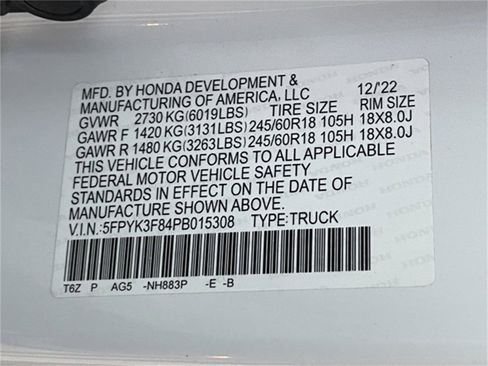 MFD. BY HONDA DEVELOPMENT &
MANUFACTURING OF AMERICA, LLC 12/'22
GVWR 2730 KG(6019LBS) TIRE SIZE RIM SIZE
GAWR F 1420 KG(3131LBS) 245/60R18 105H 18X8.0J
GAWR R 1480 KG(3263LBS) 245/60R18 105H 18X8.0J
THIS VEHICLE CONFORMS TO ALL APPLICABLE
FEDERAL MOTOR VEHICLE SAFETY
STANDARDS IN EFFECT ON THE DATE OF
MANUFACTURE SHOWN ABOVE.
V.I.N.:5FPYK3F84PB015308 TYPE:TRUCK
T6Z P AG5 -NH883P -E -B